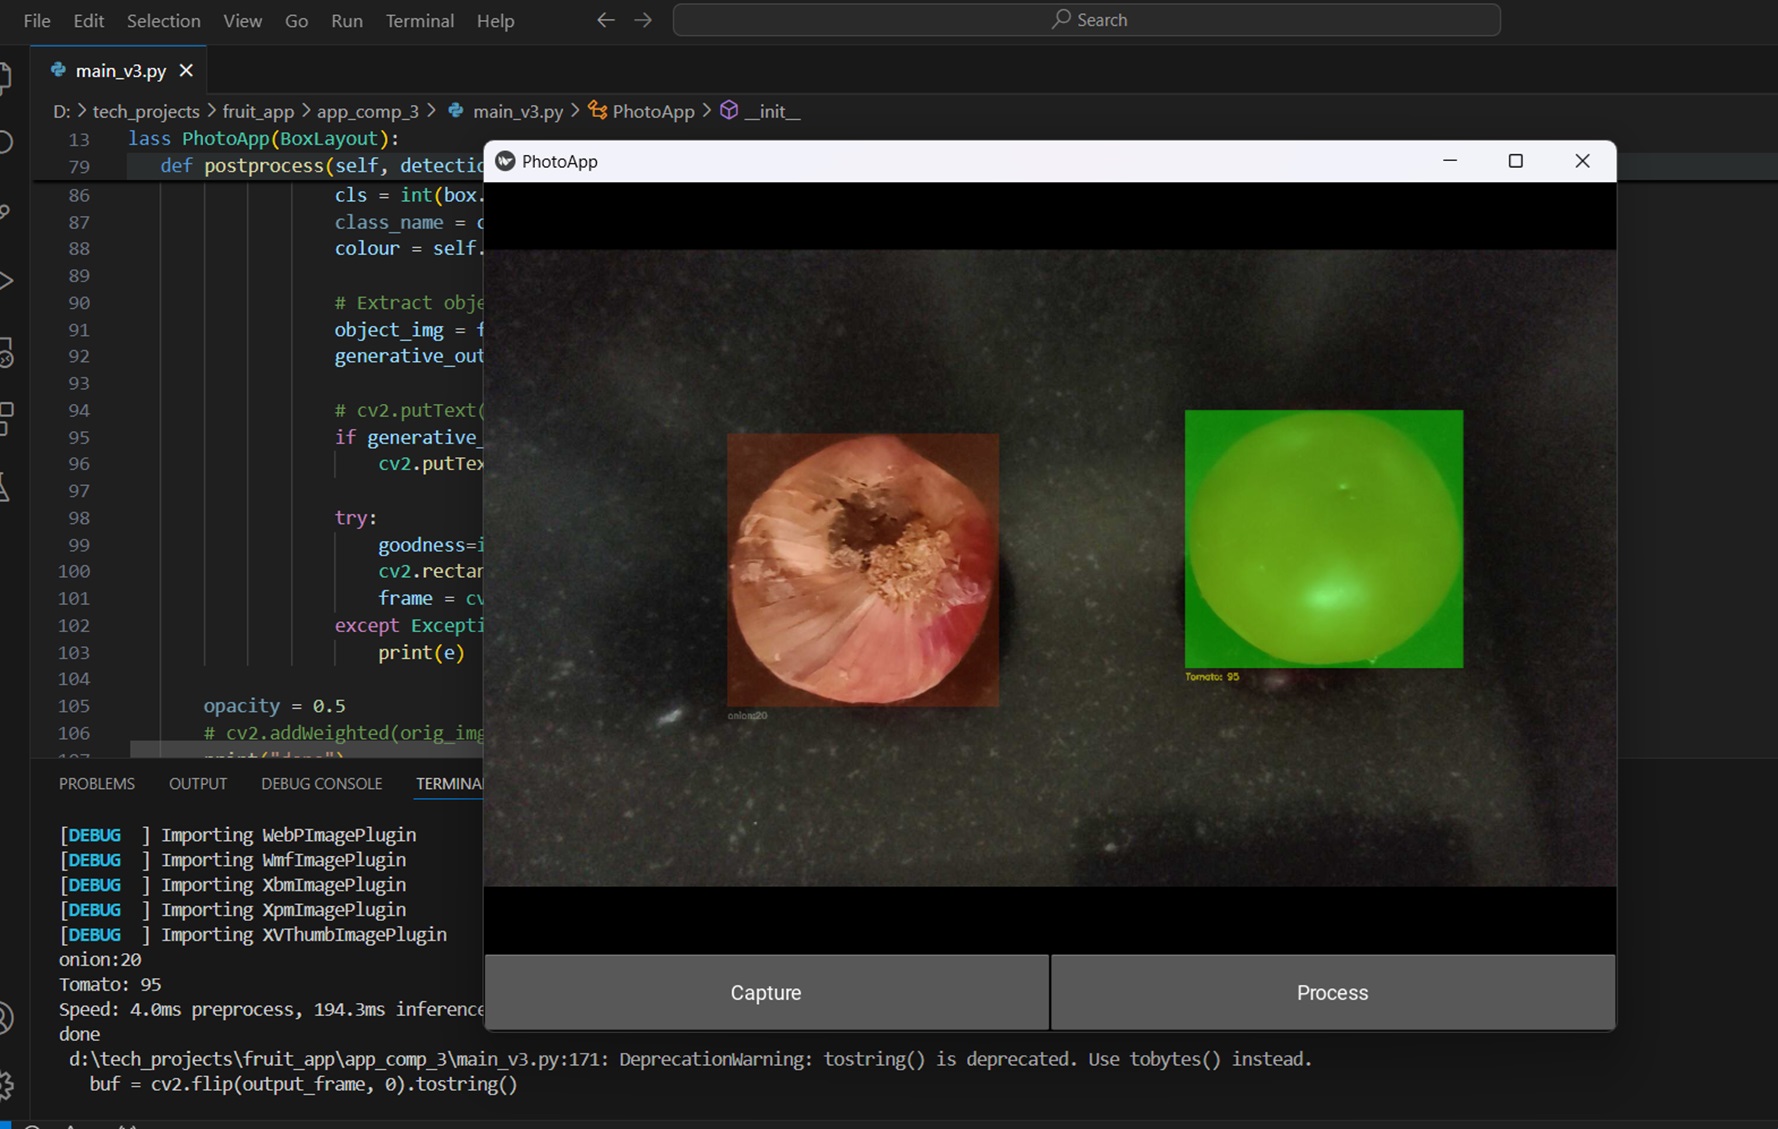 File Edit Selection View Go Run Terminal Help
Search
main_v3.py
D: > tech_projects > fruit_app > app_comp_3 > main_v3.py > PhotoApp > __init__
13 lass PhotoApp(BoxLayout):
79 def postprocess(self, detectio
86 cls = int(box.
87 class_name = c
88 colour = self.
89
90 # Extract obje
91 object_img = f
92 generative_out
93
94 # cv2.putText(
95 if generative_
96 cv2.putTex
97
98 try:
99 goodness=i
100 cv2.rectan
101 frame = cv
102 except Excepti
103 print(e)
104
105 opacity = 0.5
106 # cv2.addWeighted(orig_img
107 print("done")
PhotoApp
onion:20
Tomato: 95
Capture
Process
PROBLEMS OUTPUT DEBUG CONSOLE TERMINA
[DEBUG ] Importing WebPImagePlugin
[DEBUG ] Importing WmfImagePlugin
[DEBUG ] Importing XbmImagePlugin
[DEBUG ] Importing XpmImagePlugin
[DEBUG ] Importing XVThumbImagePlugin
onion:20
Tomato: 95
Speed: 4.0ms preprocess, 194.3ms inference
done
d:\tech_projects\fruit_app\app_comp_3\main_v3.py:171: DeprecationWarning: tostring() is deprecated. Use tobytes() instead.
buf = cv2.flip(output_frame, 0).tostring()